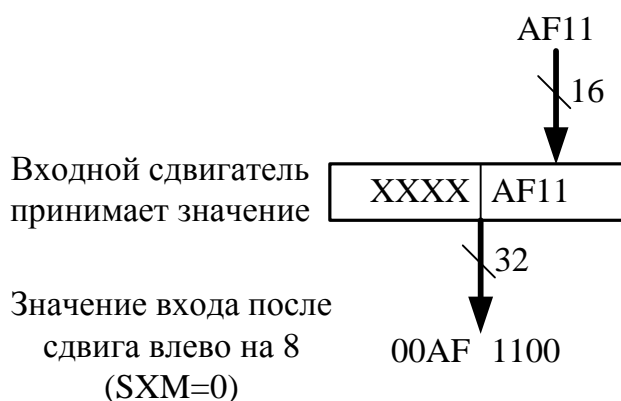 AF11
16
Входной сдвигатель
принимает значение
XXXX AF11
32
Значение входа после
сдвига влево на 8
(SXM=0)
00AF 1100